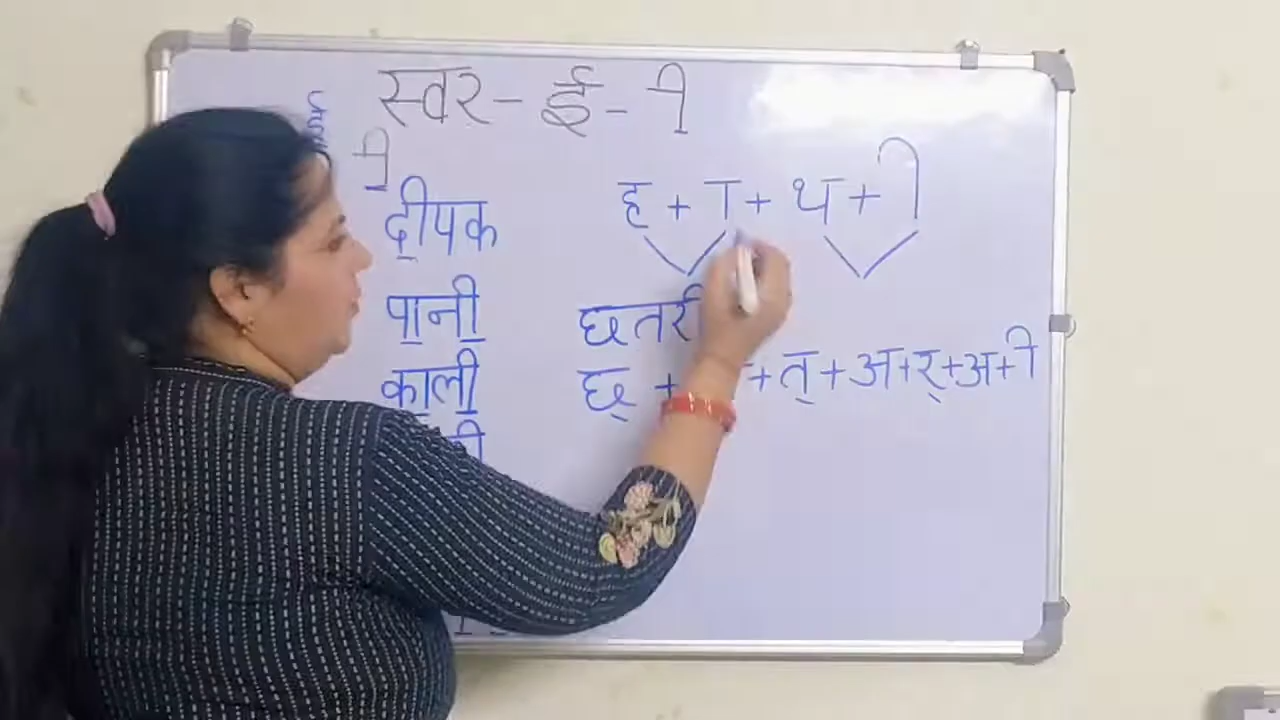 स्वर - ई - ी
ई
ी
दीपक
पानी
काली
ह + ा + थ + ी
छतरी
छ् + + त् + अ + र् + अ + ी